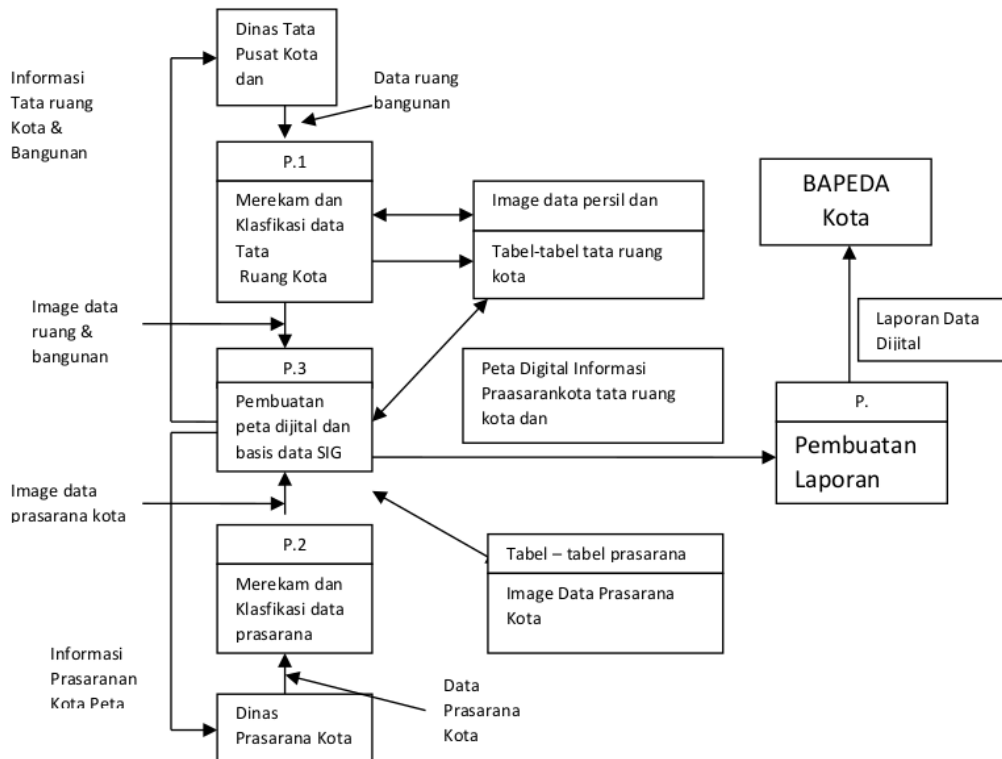 Dinas Tata
Pusat Kota
dan
Informasi
Tata ruang
Kota &
Bangunan
Data ruang
bangunan
P.1
Merekam dan
Klasfikasi data
Tata
Ruang Kota
Image data persil dan
Tabel-tabel tata ruang
kota
BAPEDA
Kota
Image data
ruang &
bangunan
Laporan Data
Dijital
P.3
Pembuatan
peta dijital dan
basis data SIG
Peta Digital Informasi
Praasarankota tata ruang
kota dan
P.
Pembuatan
Laporan
Image data
prasarana kota
P.2
Merekam dan
Klasfikasi data
prasarana
Tabel – tabel prasarana
Image Data Prasarana
Kota
Informasi
Prasaranan
Kota Peta
Data
Prasarana
Kota
Dinas
Prasarana Kota